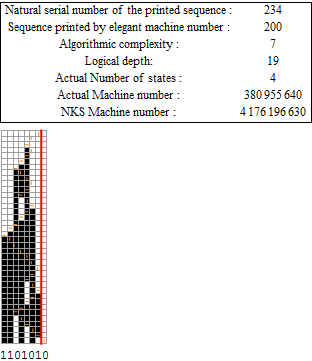 Natural serial number of the printed sequence : 234
Sequence printed by elegant machine number : 200
Algorithmic complexity : 7
Logical depth: 19
Actual Number of states : 4
Actual Machine number : 380 955 640
NKS Machine number : 4 176 196 630
1101010